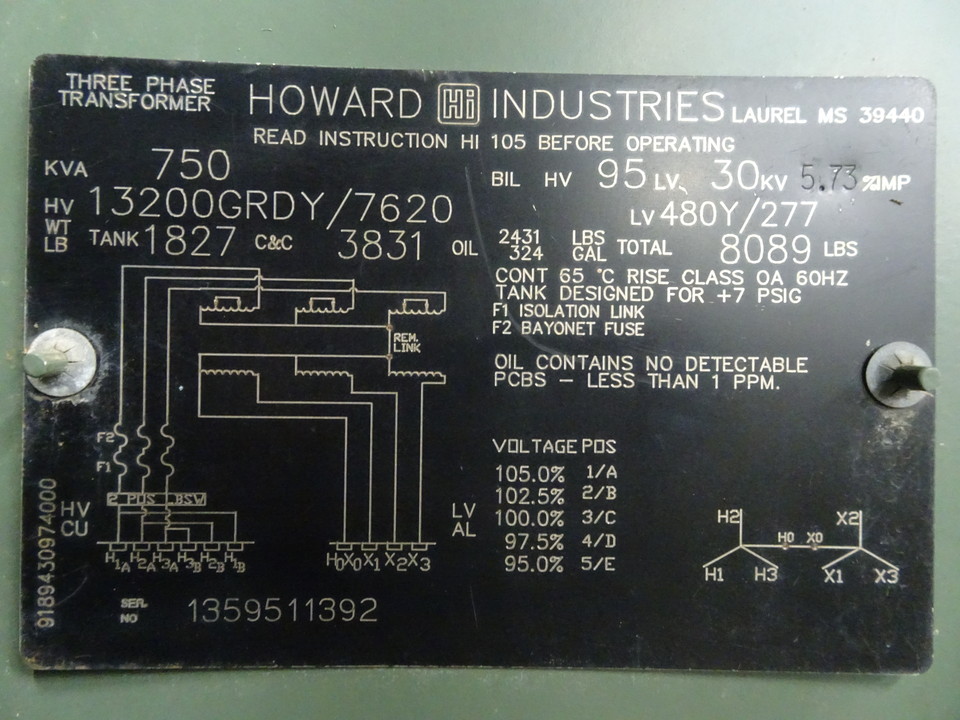 THREE PHASE
TRANSFORMER
HOWARD Hi INDUSTRIES LAUREL MS 39440
READ INSTRUCTION HI 105 BEFORE OPERATING
KVA 750
BIL HV 95 LV 30 KV 5.73 %IMP
HV 13200GRDY/7620
LV 480Y/277
WT
LB
TANK 1827 C&C 3831 OIL 2431 LBS
324 GAL
TOTAL 8089 LBS
CONT 65 °C RISE CLASS OA 60HZ
TANK DESIGNED FOR +7 PSIG
F1 ISOLATION LINK
F2 BAYONET FUSE
REM.
LINK
OIL CONTAINS NO DETECTABLE
PCBS – LESS THAN 1 PPM.
F2
F1
2 POS BSW
HV
CU
H1A H2A H3A H3B H2B H1B
H0X0 X1 X2 X3
LV
AL
VOLTAGE POS
105.0% 1/A
102.5% 2/B
100.0% 3/C
97.5% 4/D
95.0% 5/E
H2 X2
H0 X0
H1 H3 X1 X3
9189430974000
SER.
NO
1359511392